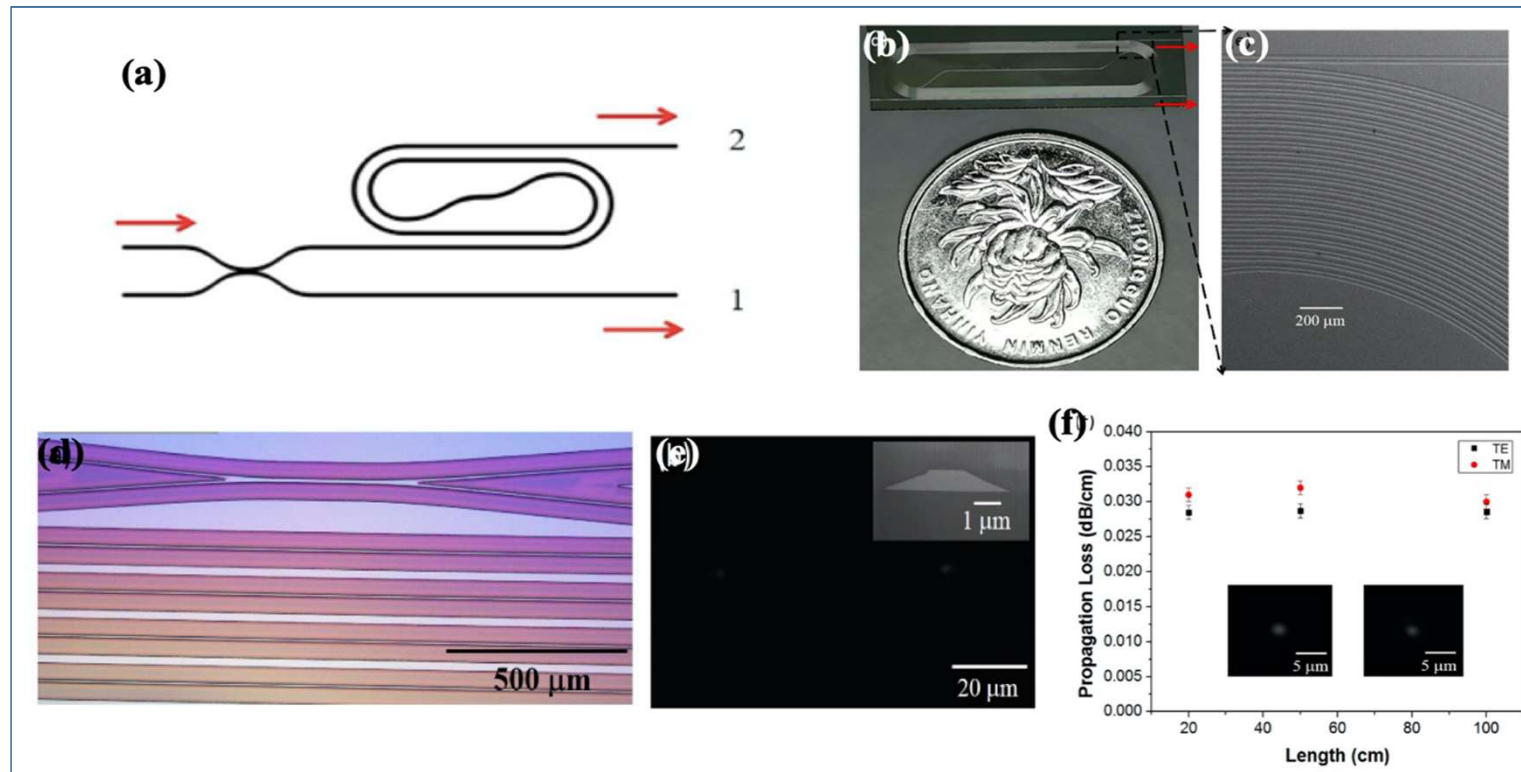 (a)
2
1
(b)
(c)
ZHONGGUO RENMIN YINHANG
200 μm
(d)
500 μm
(e)
1 μm
20 μm
(f)
TE
TM
Propagation Loss (dB/cm)
0.040
0.035
0.030
0.025
0.020
0.015
0.010
0.005
0.000
5 μm
5 μm
20
40
60
80
100
Length (cm)